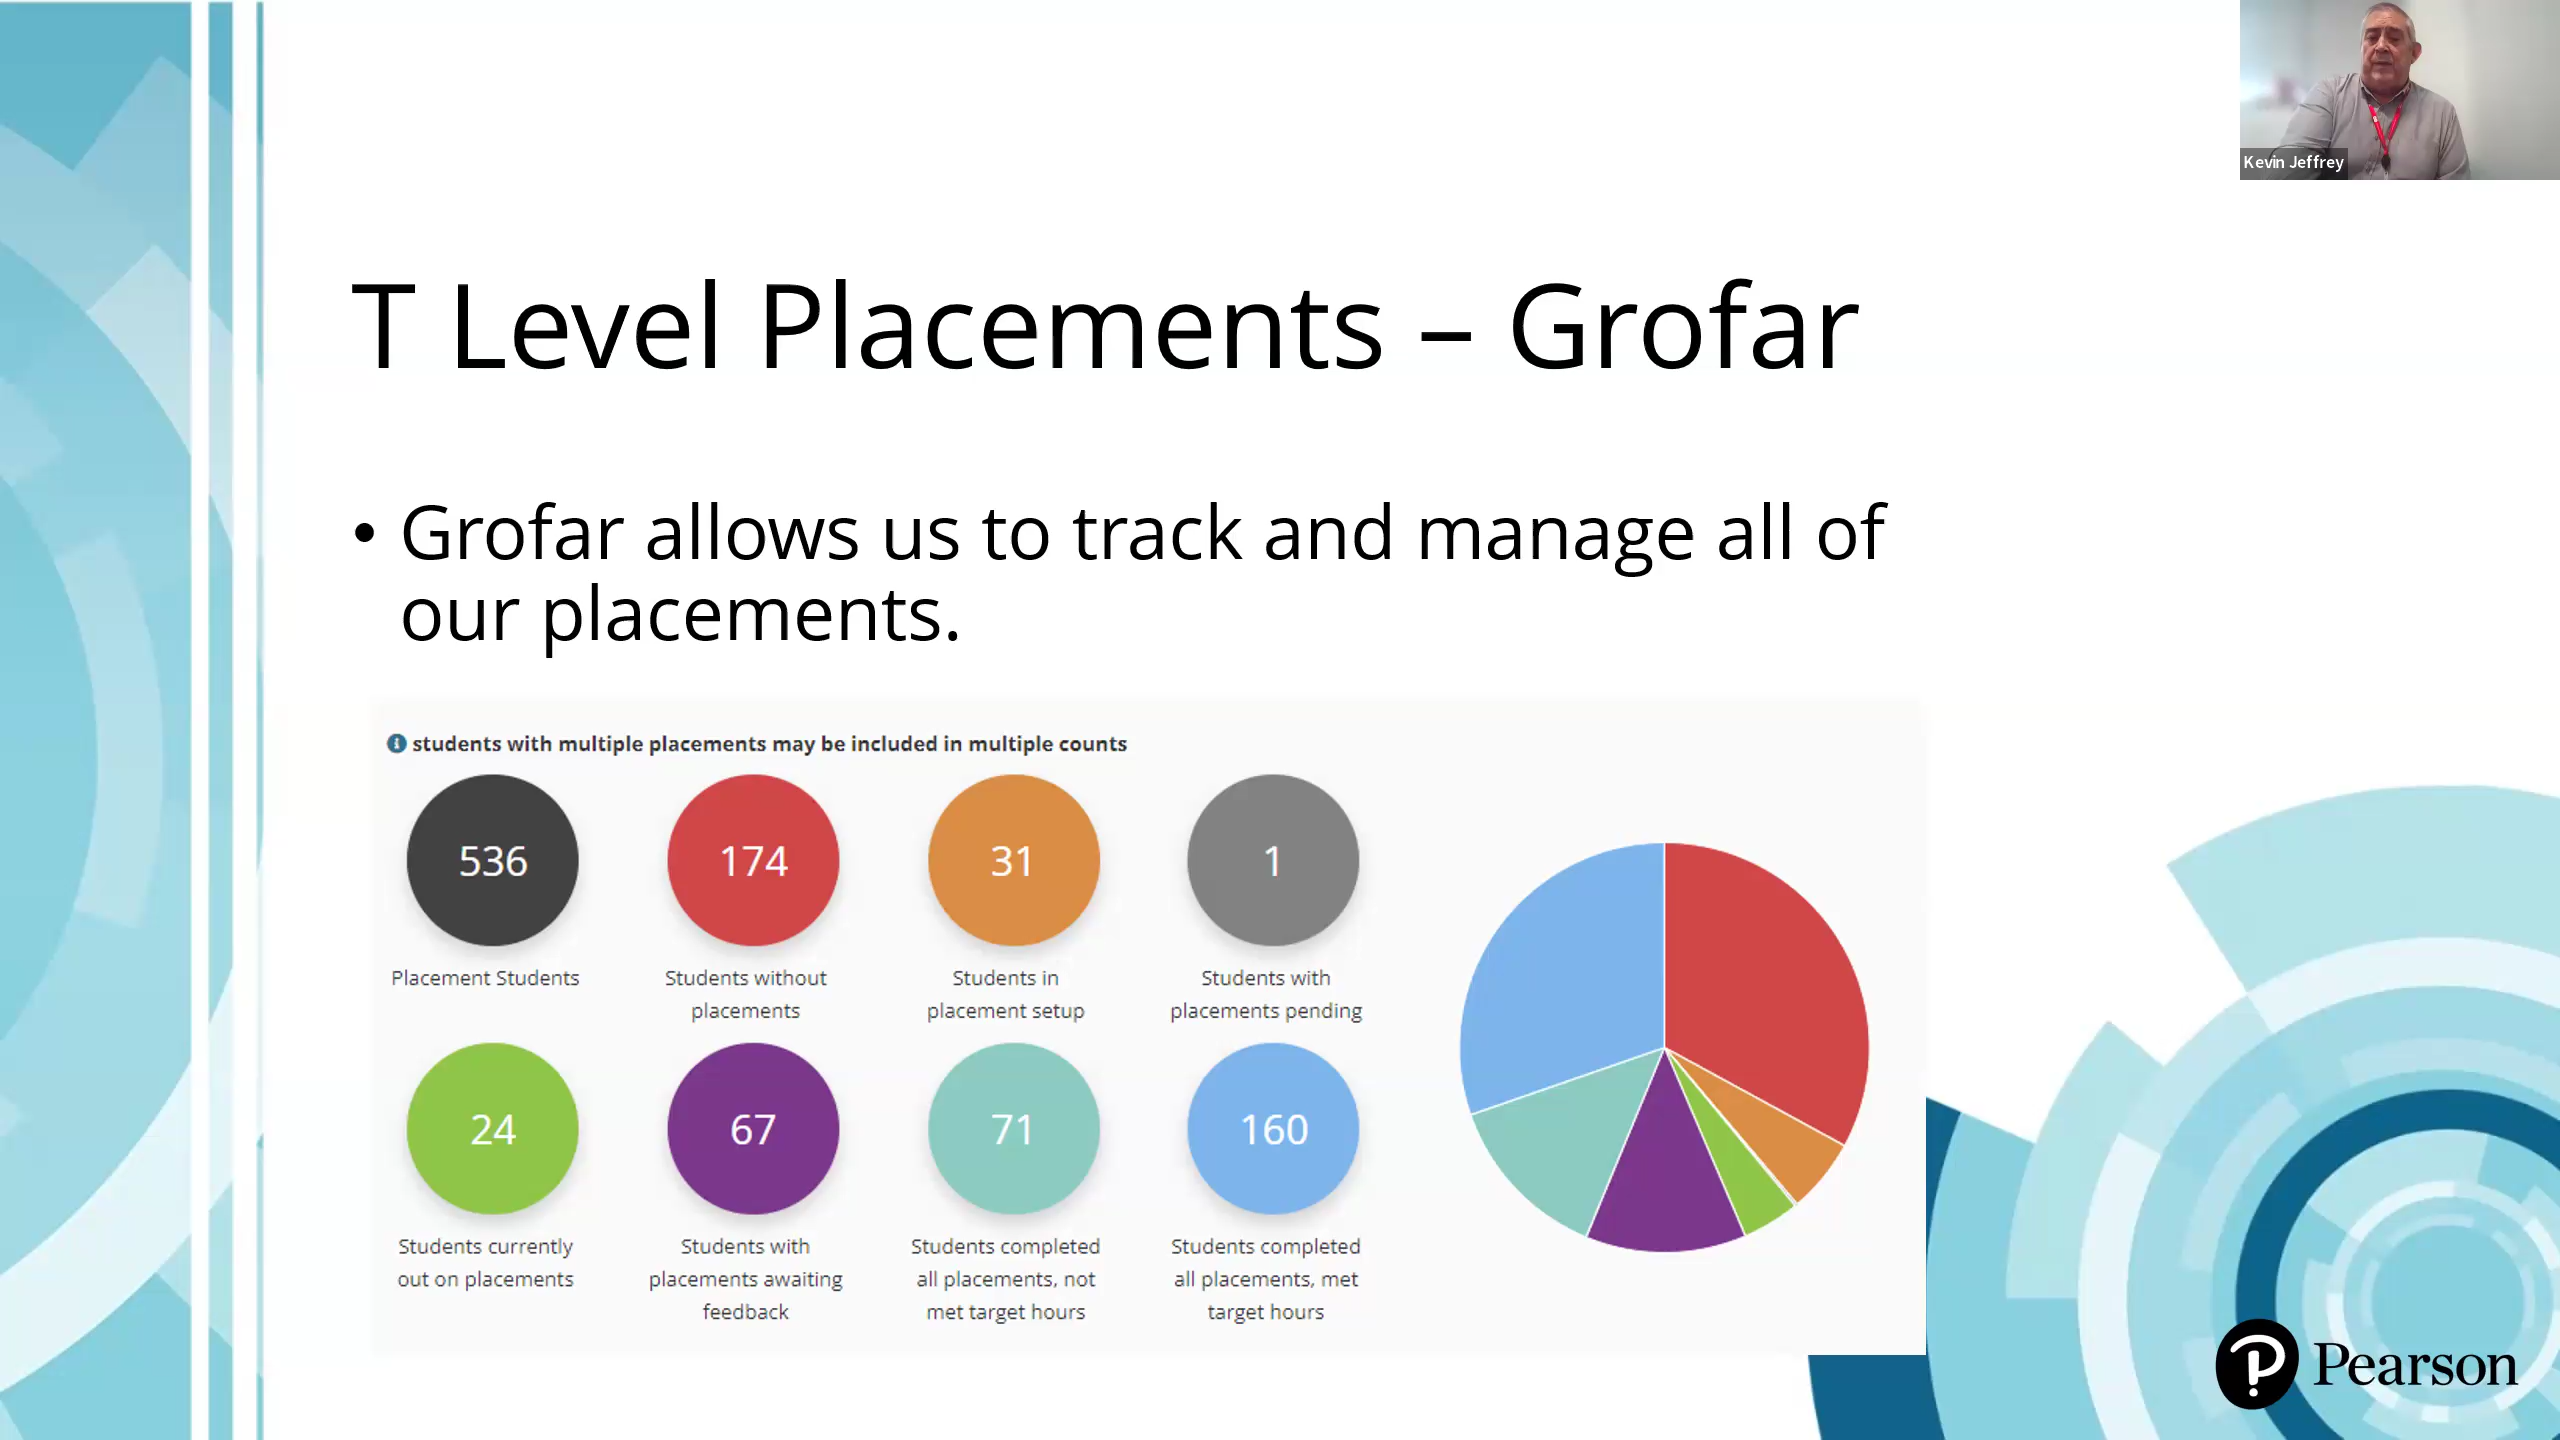 Kevin Jeffrey
T Level Placements – Grofar
• Grofar allows us to track and manage all of
our placements.
students with multiple placements may be included in multiple counts
536
174
31
1
Placement Students
Students without
placements
Students in
placement setup
Students with
placements pending
24
67
71
160
Students currently
out on placements
Students with
placements awaiting
feedback
Students completed
all placements, not
met target hours
Students completed
all placements, met
target hours
Pearson